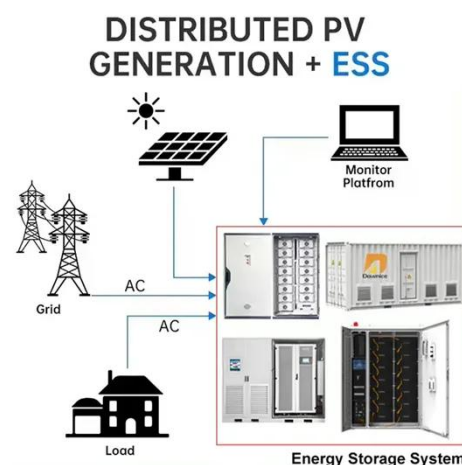 DISTRIBUTED PV
GENERATION + ESS
Monitor
Platfrom
Grid
AC
AC
Load
Energy Storage System